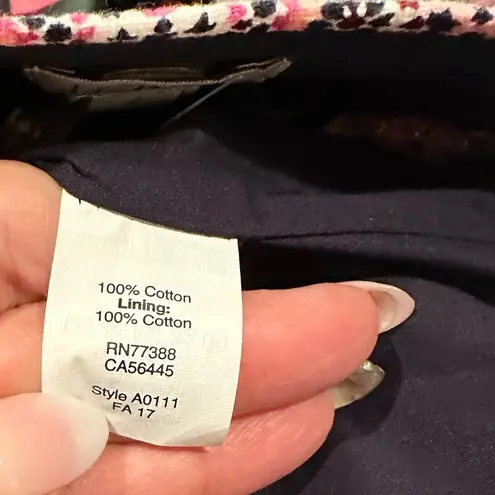 100% Cotton
Lining:
100% Cotton
RN77388
CA56445
Style A0111
FA 17